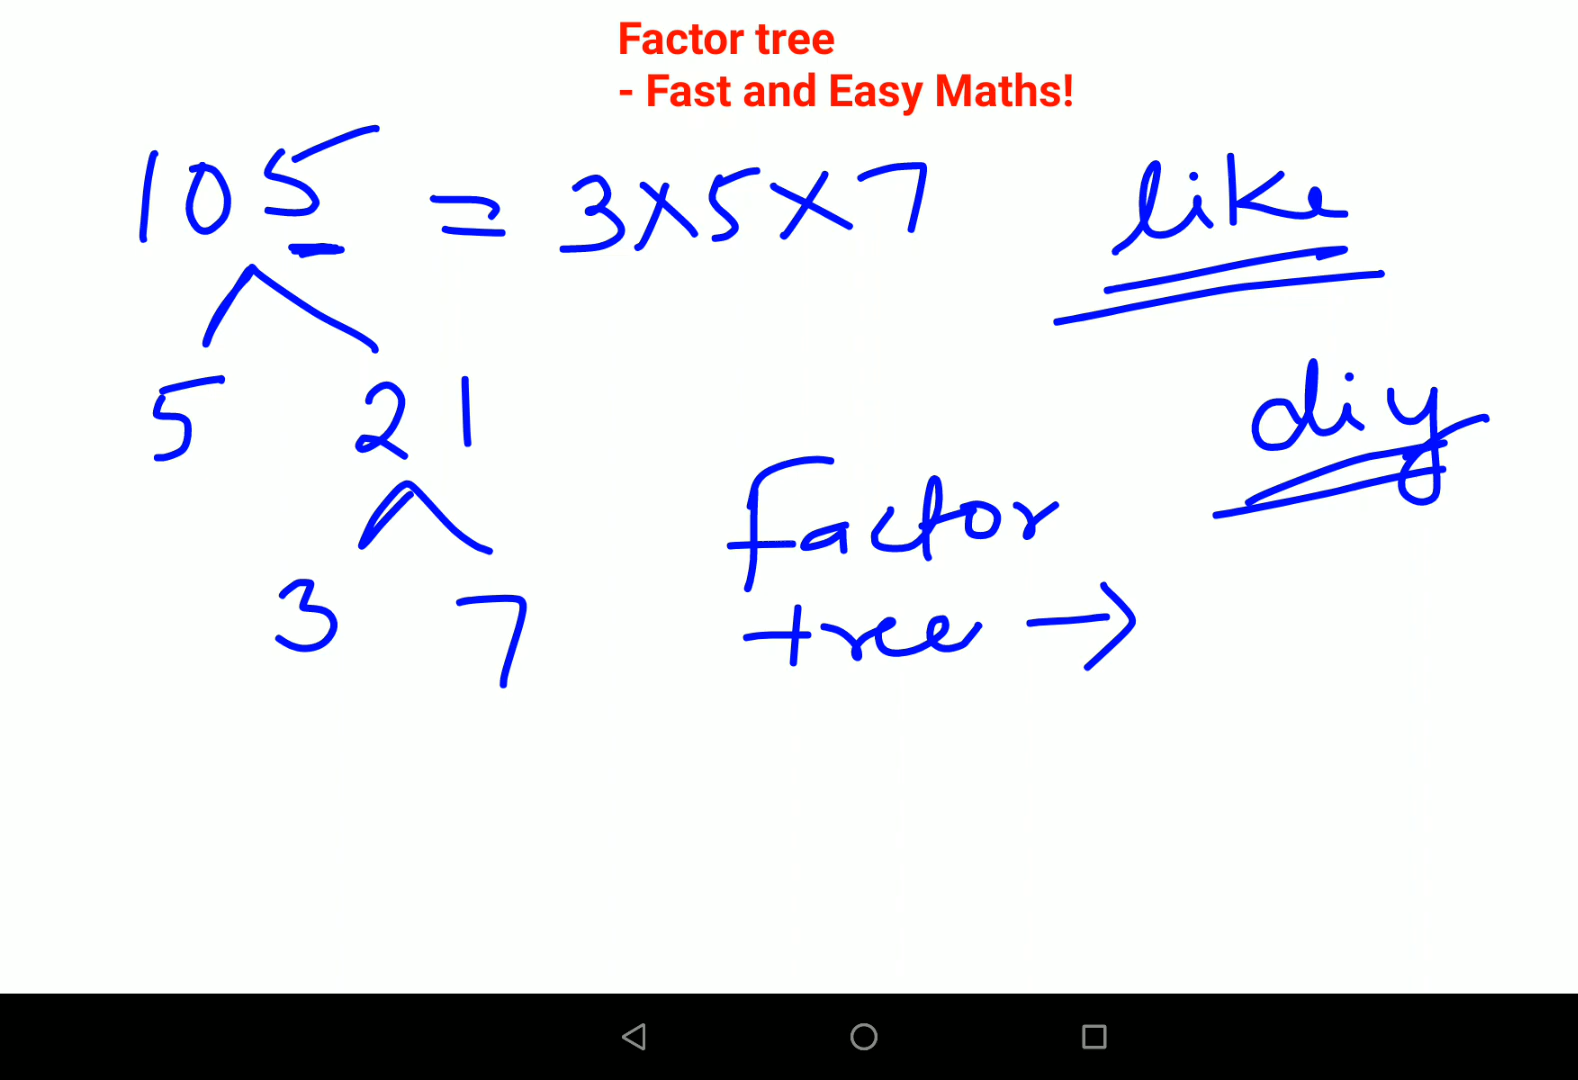 Factor tree
- Fast and Easy Maths!
105 = 3×5×7
like
5 21
diy
3 7
factor
tree →